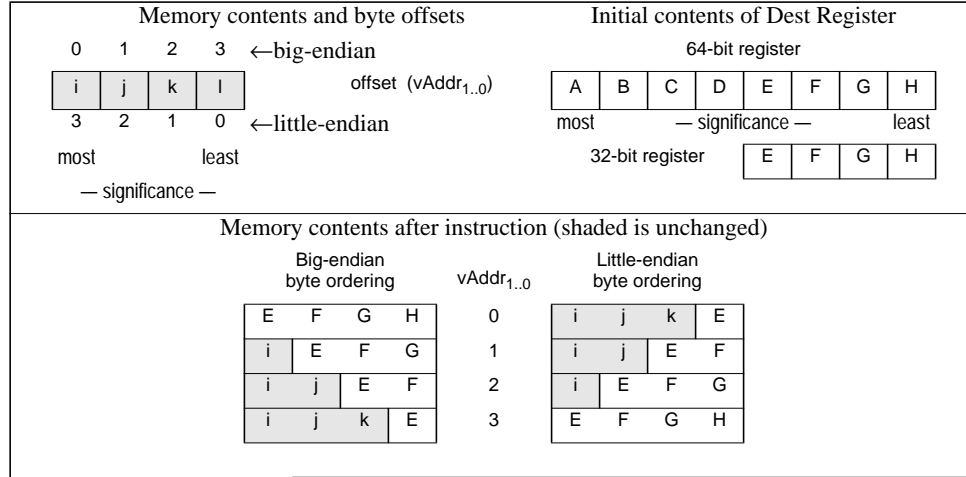 Memory contents and byte offsets
Initial contents of Dest Register
0 1 2 3 ←big-endian
64-bit register
i j k l
offset (vAddr1..0)
A B C D E F G H
3 2 1 0 ←little-endian
most — significance — least
most least
32-bit register E F G H
— significance —
Memory contents after instruction (shaded is unchanged)
Big-endian
byte ordering
vAddr1..0
Little-endian
byte ordering
E F G H 0 i j k E
i E F G 1 i j E F
i j E F 2 i E F G
i j k E 3 E F G H